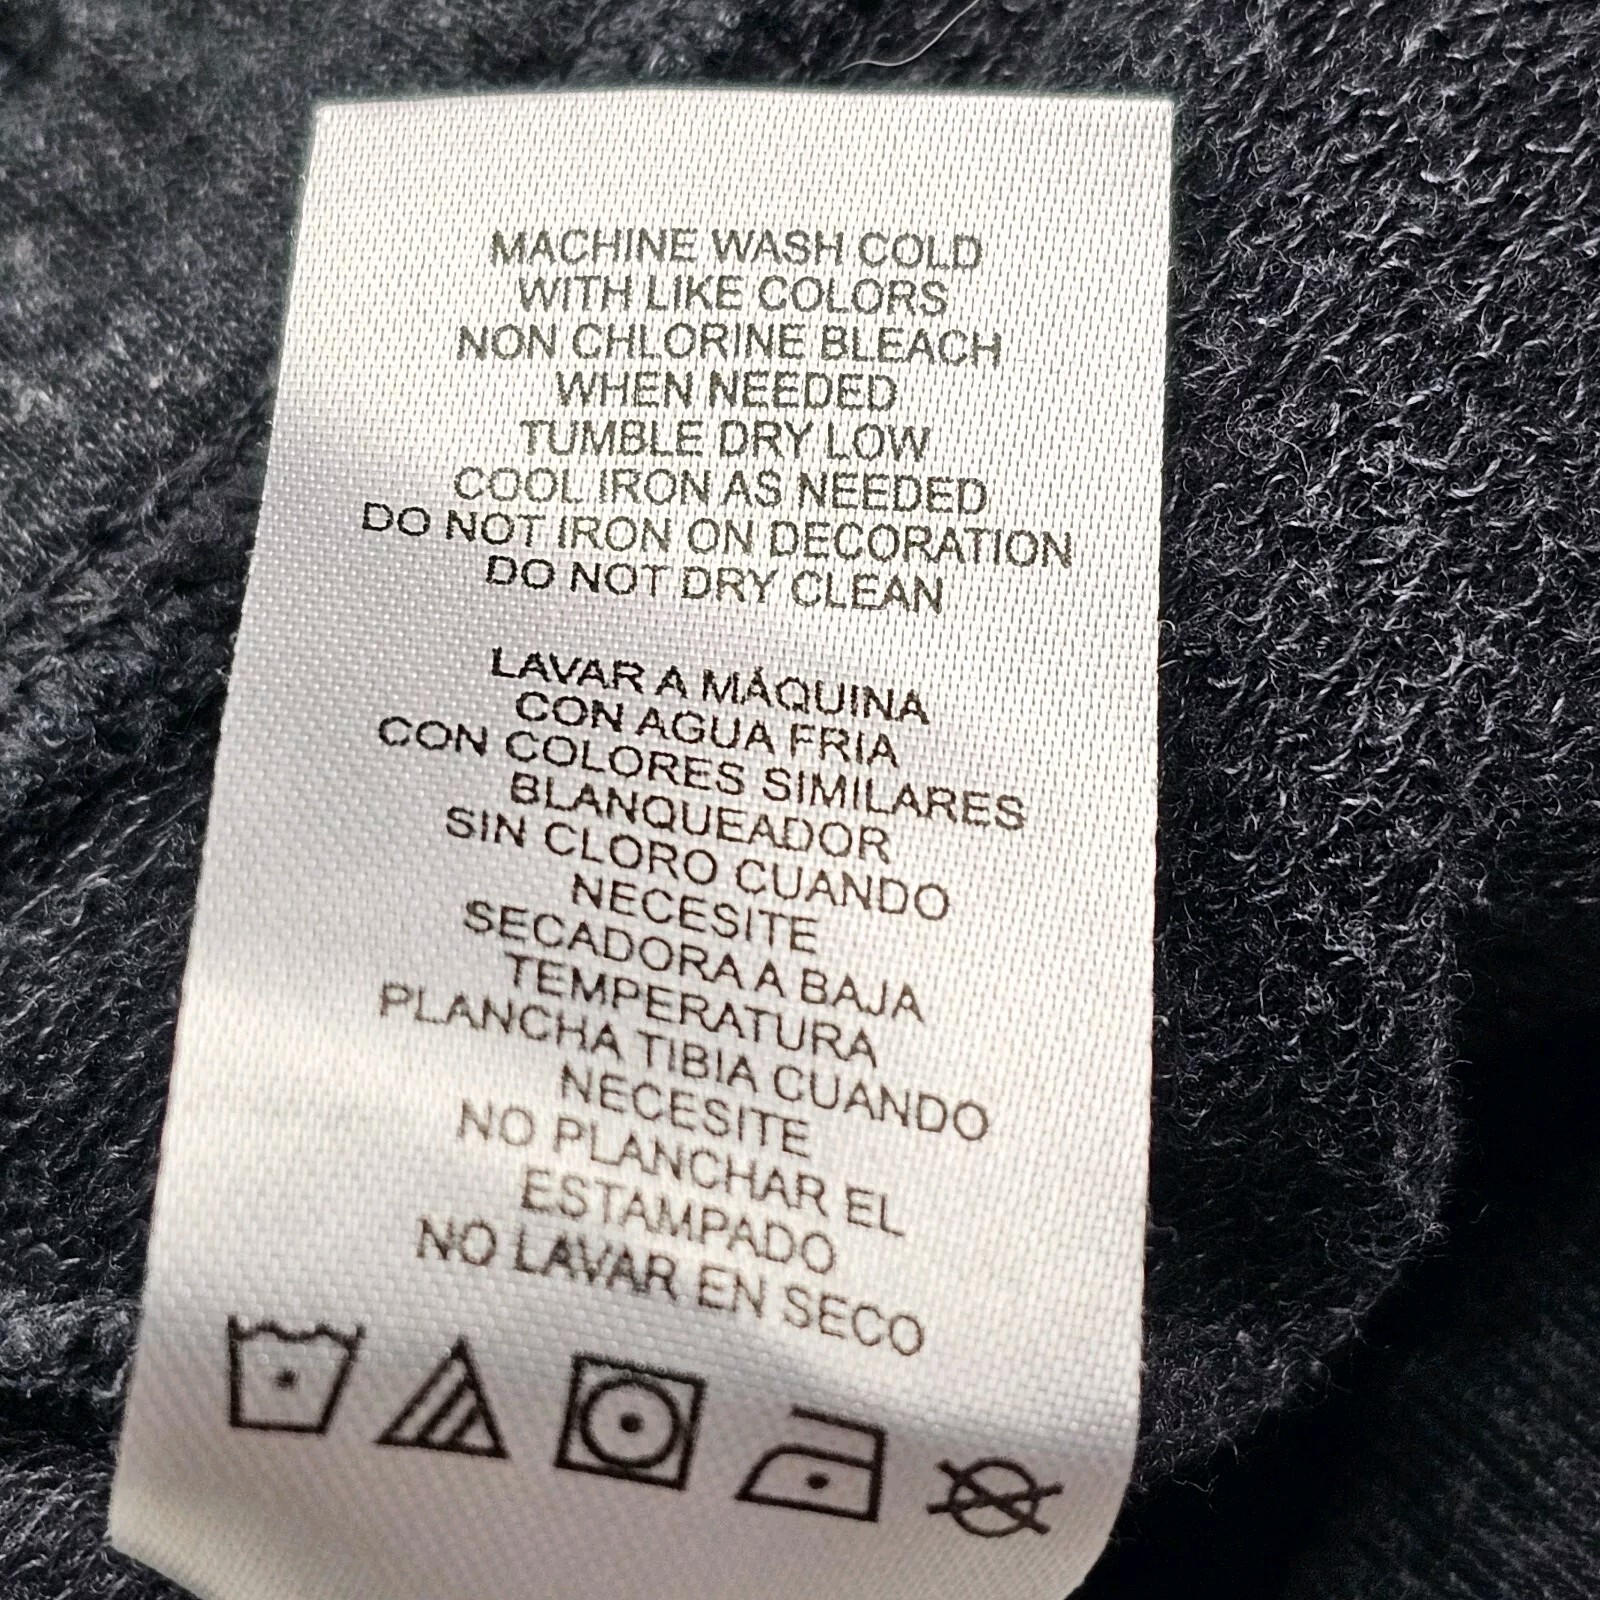 MACHINE WASH COLD
WITH LIKE COLORS
NON CHLORINE BLEACH
WHEN NEEDED
TUMBLE DRY LOW
COOL IRON AS NEEDED
DO NOT IRON ON DECORATION
DO NOT DRY CLEAN
LAVAR A MÁQUINA
CON AGUA FRIA
CON COLORES SIMILARES
BLANQUEADOR
SIN CLORO CUANDO
NECESITE
SECADORA A BAJA
TEMPERATURA
PLANCHA TIBIA CUANDO
NECESITE
NO PLANCHAR EL
ESTAMPADO
NO LAVAR EN SECO